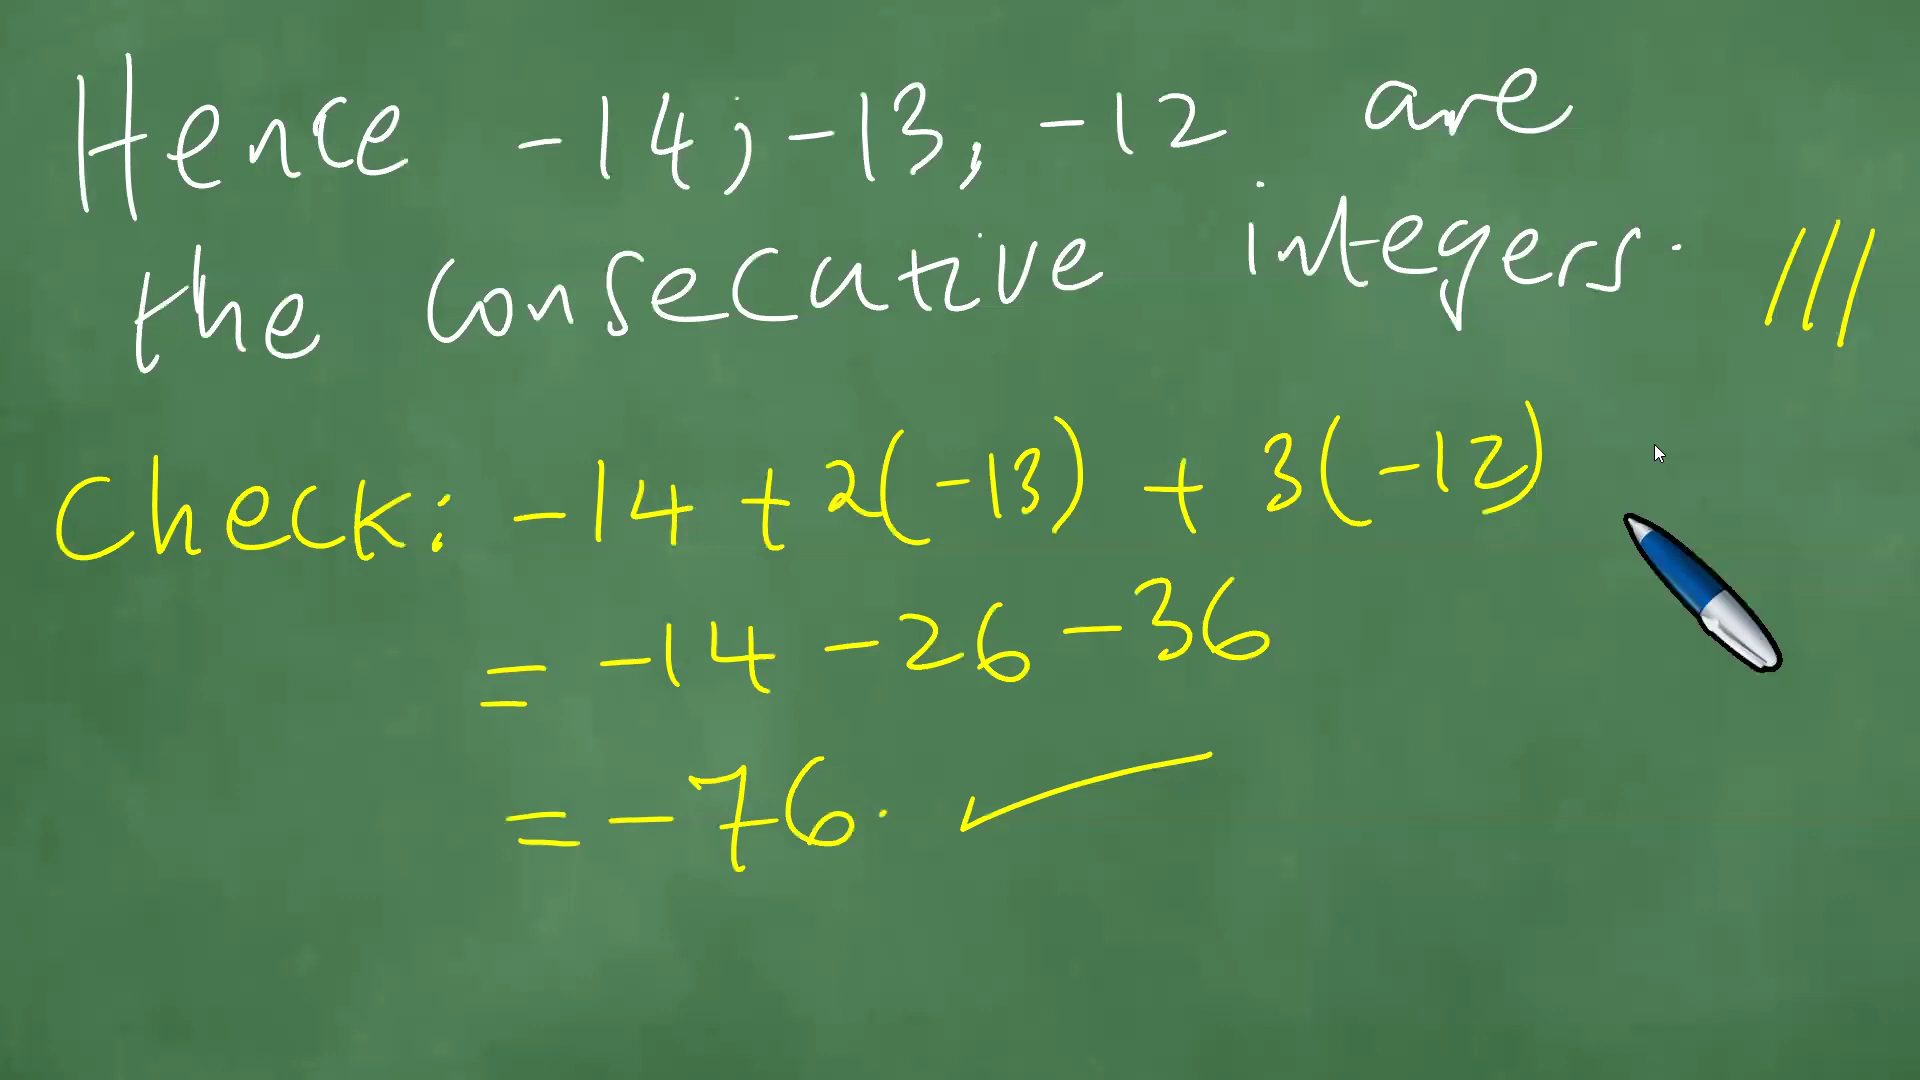 Hence -14, -13, -12 are
the consecutive integers.
Check: -14 + 2(-13) + 3(-12)
= -14 - 26 - 36
= -76. ✓